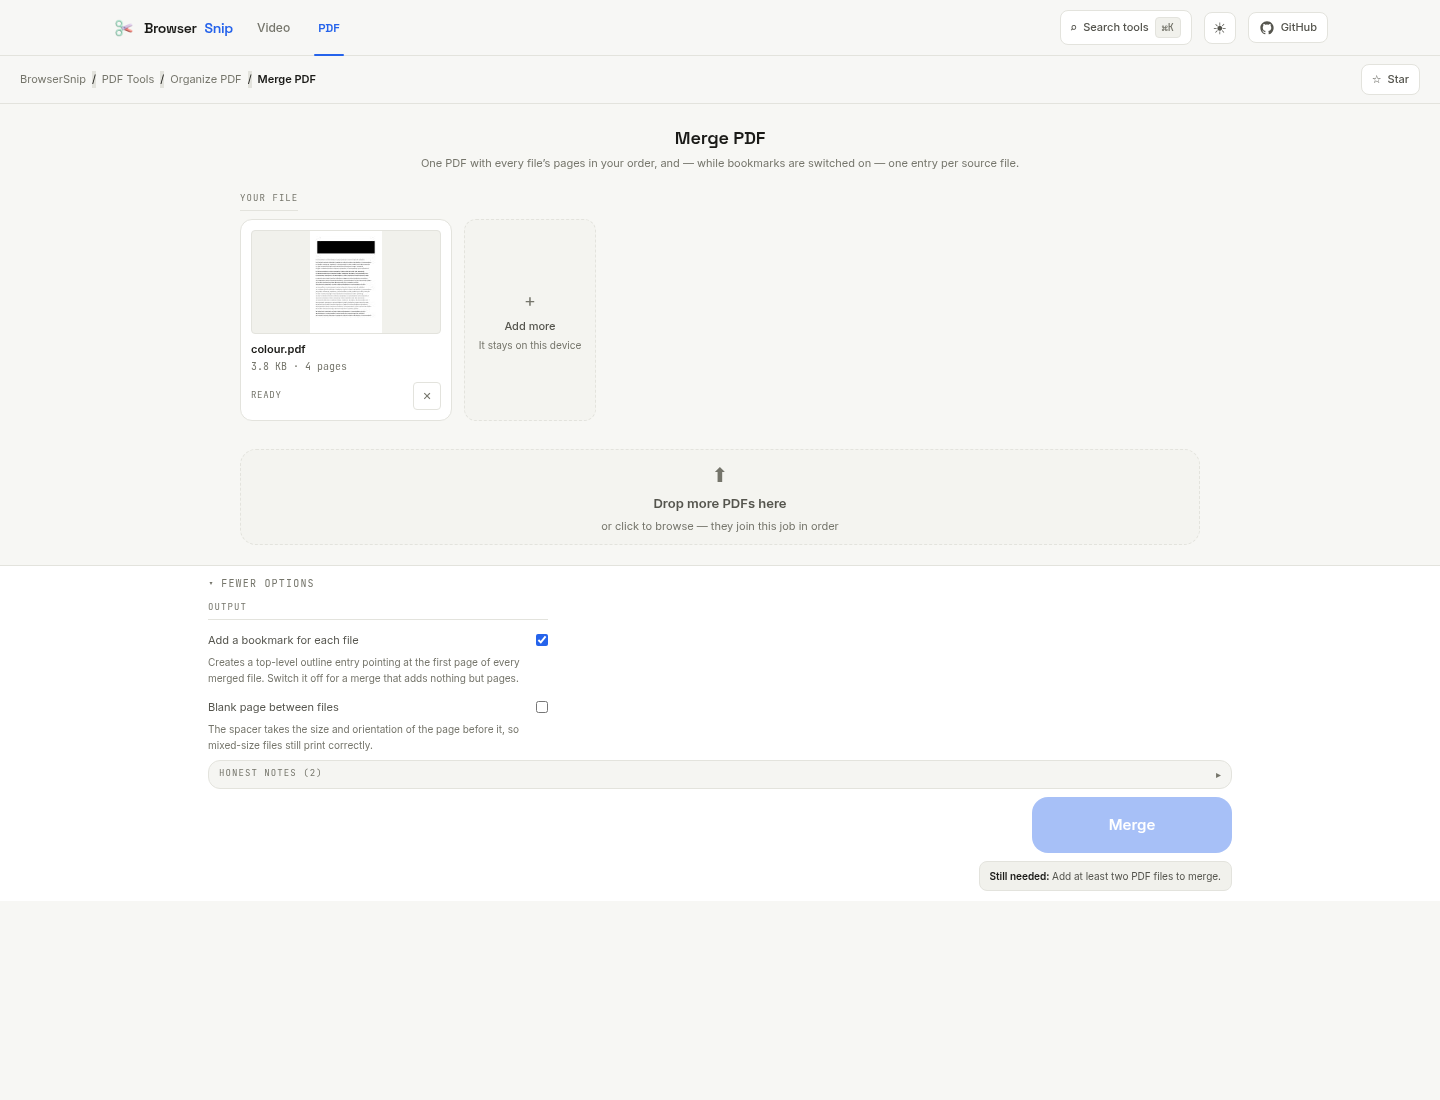 Browser Snip
Video
PDF
Search tools ⌘K
GitHub
BrowserSnip / PDF Tools / Organize PDF / Merge PDF
☆ Star
Merge PDF
One PDF with every file’s pages in your order, and — while bookmarks are switched on — one entry per source file.
YOUR FILE
colour.pdf
3.8 KB · 4 pages
READY
×
+
Add more
It stays on this device
Drop more PDFs here
or click to browse — they join this job in order
FEWER OPTIONS
OUTPUT
Add a bookmark for each file
Creates a top-level outline entry pointing at the first page of every
merged file. Switch it off for a merge that adds nothing but pages.
Blank page between files
The spacer takes the size and orientation of the page before it, so
mixed-size files still print correctly.
HONEST NOTES (2)
Merge
Still needed: Add at least two PDF files to merge.